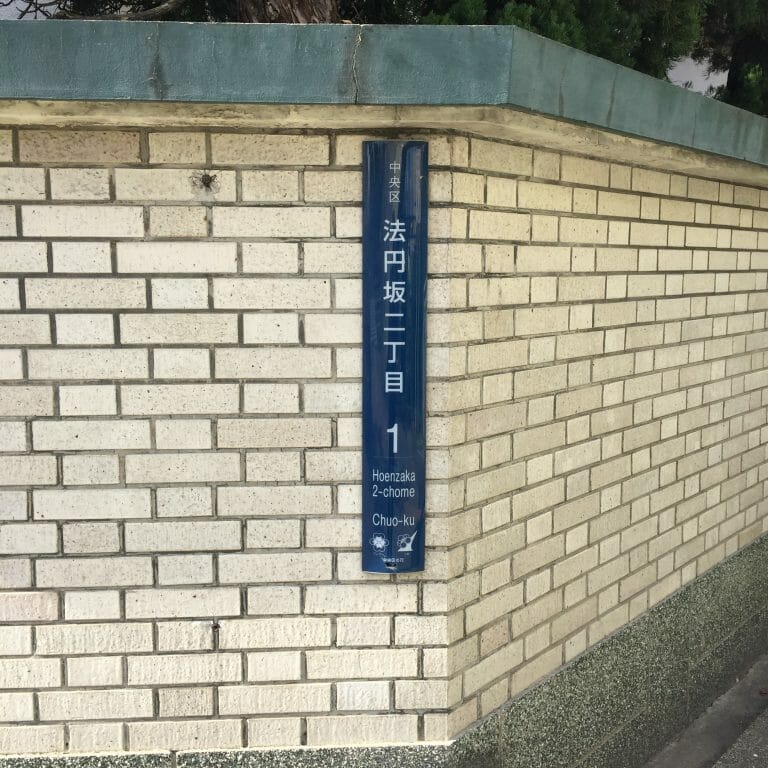 中央区
法円坂二丁目
1
Hoenzaka
2-chome
Chuo-ku